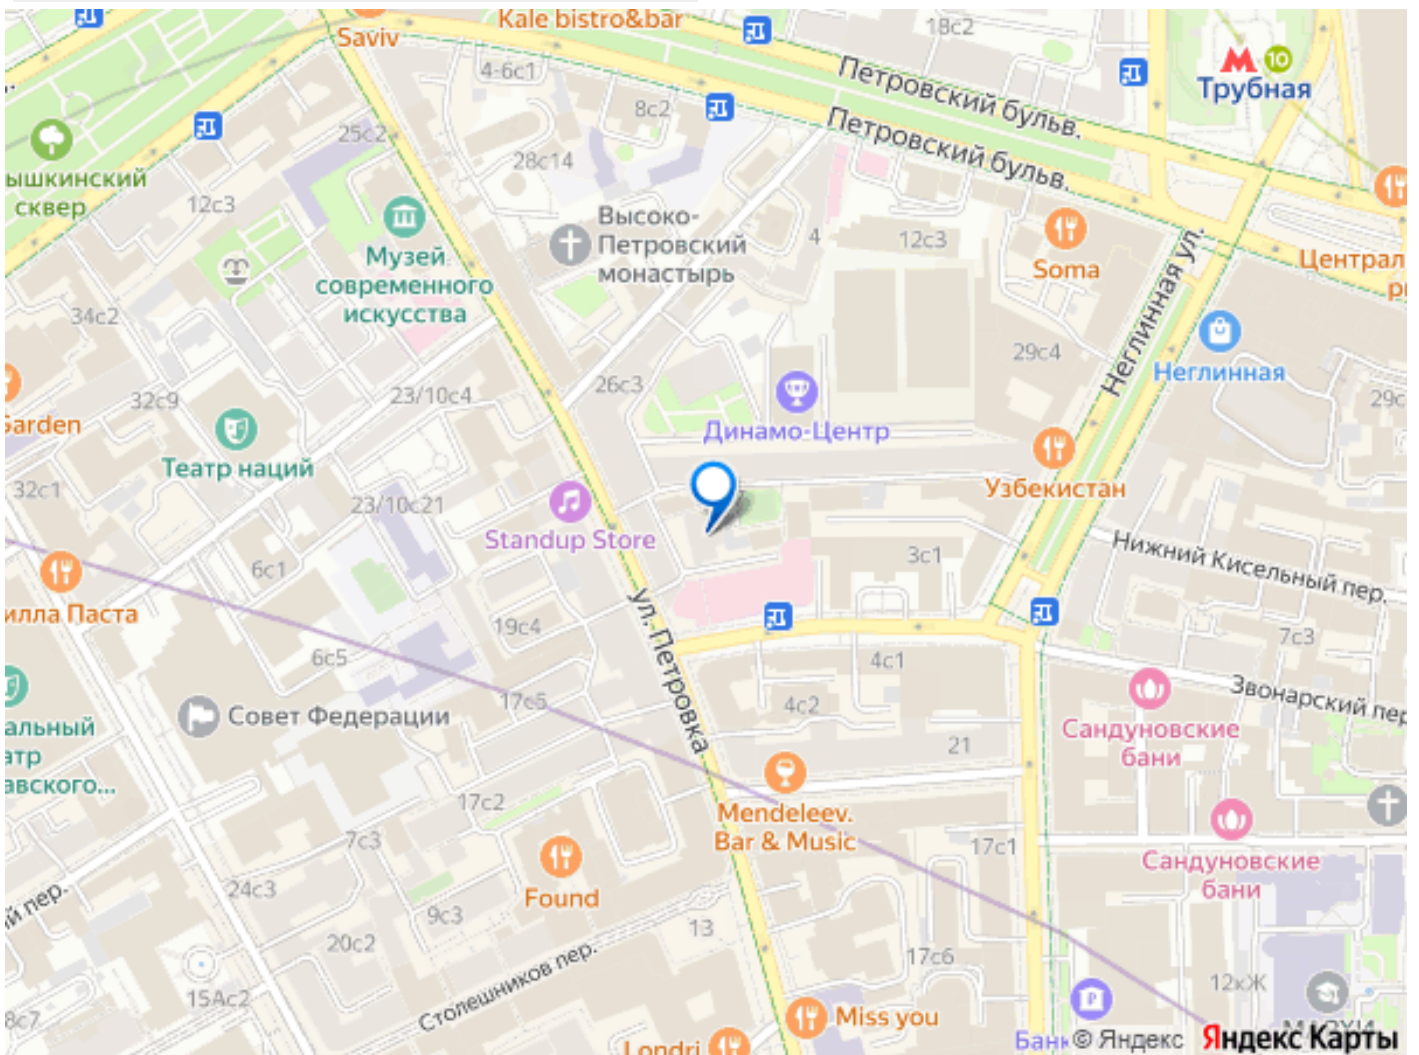 Kale bistro&bar
Saviv
18с2
4-6с1
8с2
25с2
28с14
Петровский бульв.
Петровский бульв.
10
Трубная
ышкинский
сквер
12с3
Музей
современного
искусства
Высоко-
Петровский
монастырь
4
12с3
Soma
Неглинная ул.
Централ
34с2
Неглинная
29с4
29с
26с3
23/10с4
32с9
Garden
Театр наций
Динамо-Центр
Узбекистан
32с1
23/10с21
Standup Store
6с1
3с1
Нижний Кисельный пер.
илла Паста
ул. Петровка
19с4
6с5
4с1
7с3
17с5
4с2
Звонарский пер
Совет Федерации
альный
атр
авского...
21
Сандуновские
бани
17с2
Mendeleev.
Bar & Music
7с3
17с1
Сандуновские
бани
24с3
й пер.
Found
9с3
20с2
13
Столешников пер.
17с6
15Ас2
12кЖ
8с7
Miss you
Londri
Банк
© Яндекс
Яндекс Карты